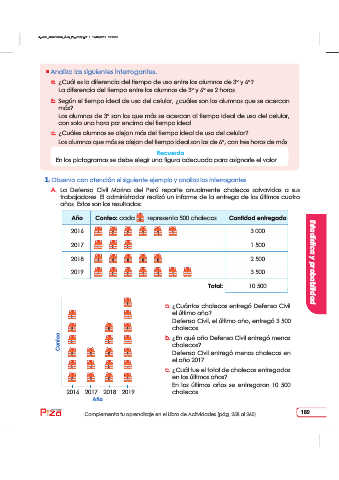 Analiza las siguientes interrogantes.
a. ¿Cuál es la diferencia del tiempo de uso entre los alumnos de 3° y 6°?
La diferencia del tiempo entre los alumnos de 3° y 6° es 2 horas
b. Según el tiempo ideal de uso del celular, ¿cuáles son los alumnos que se acercan
más?
Los alumnos de 3° son los que más se acercan al tiempo ideal de uso del celular,
con solo una hora por encima del tiempo ideal
c. ¿Cuáles alumnos se alejan más del tiempo ideal de uso del celular?
Los alumnos que más se alejan del tiempo ideal son los de 6°, con tres horas de más
Recuerda
En los pictogramas se debe elegir una figura adecuada para asignarle el valor
1. Observa con atención el siguiente ejemplo y analiza las interrogantes
A. La Defensa Civil Marina del Perú reparte anualmente chalecos salvavidas a sus
trabajadores El administrador realizó un informe de la entrega de los últimos cuatro
años Estos son los resultados:
Año Conteo: cada representa 500 chalecos Cantidad entregada
2016 3 000
2017 1 500
2018 2 500
2019 3 500
Total: 10 500
Conteo
2016 2017 2018 2019
Año
a. ¿Cuántos chalecos entregó Defensa Civil
el último año?
Defensa Civil, el último año, entregó 3 500
chalecos
b. ¿En qué año Defensa Civil entregó menos
chalecos?
Defensa Civil entregó menos chalecos en
el año 2017
c. ¿Cuál fue el total de chalecos entregados
en los últimos años?
En los últimos años se entregaron 10 500
chalecos
Estadística y probabilidad
Complementa tu aprendizaje en el Libro de Actividades (pág. 358 al 360)
189